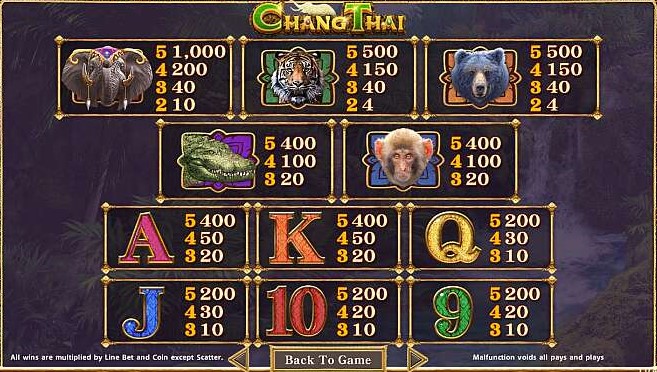 CHANG THAI
5 1,000 5 500 5 500
4 200 4 150 4 150
3 40 3 40 3 40
2 10 2 4 2 4
5 400 5 400
4 100 4 100
3 20 3 20
A 5 400 K 5 400 Q 5 200
4 50 4 50 4 30
3 20 3 20 3 10
J 5 200 10 5 200 9 5 200
4 30 4 20 4 20
3 10 3 10 3 10
All wins are multiplied by Line Bet and Coin except Scatter. Back To Game Malfunction voids all pays and plays